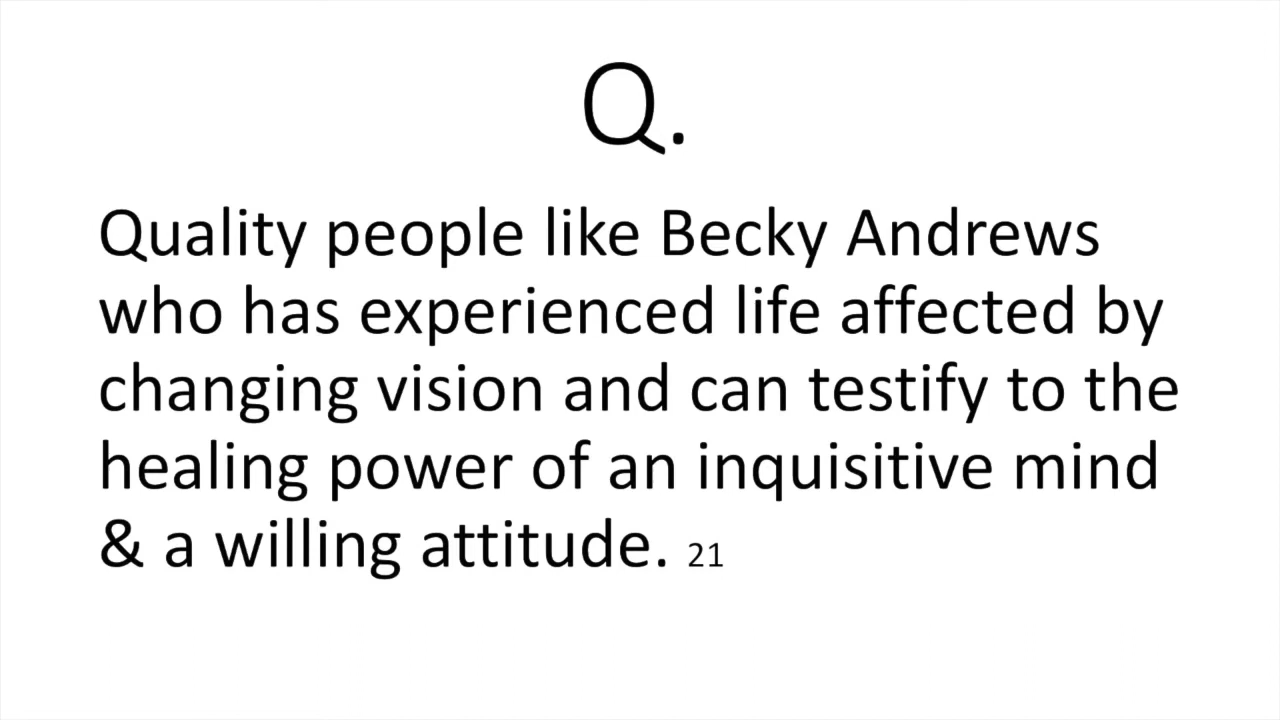 Q.
Quality people like Becky Andrews
who has experienced life affected by
changing vision and can testify to the
healing power of an inquisitive mind
& a willing attitude. 21